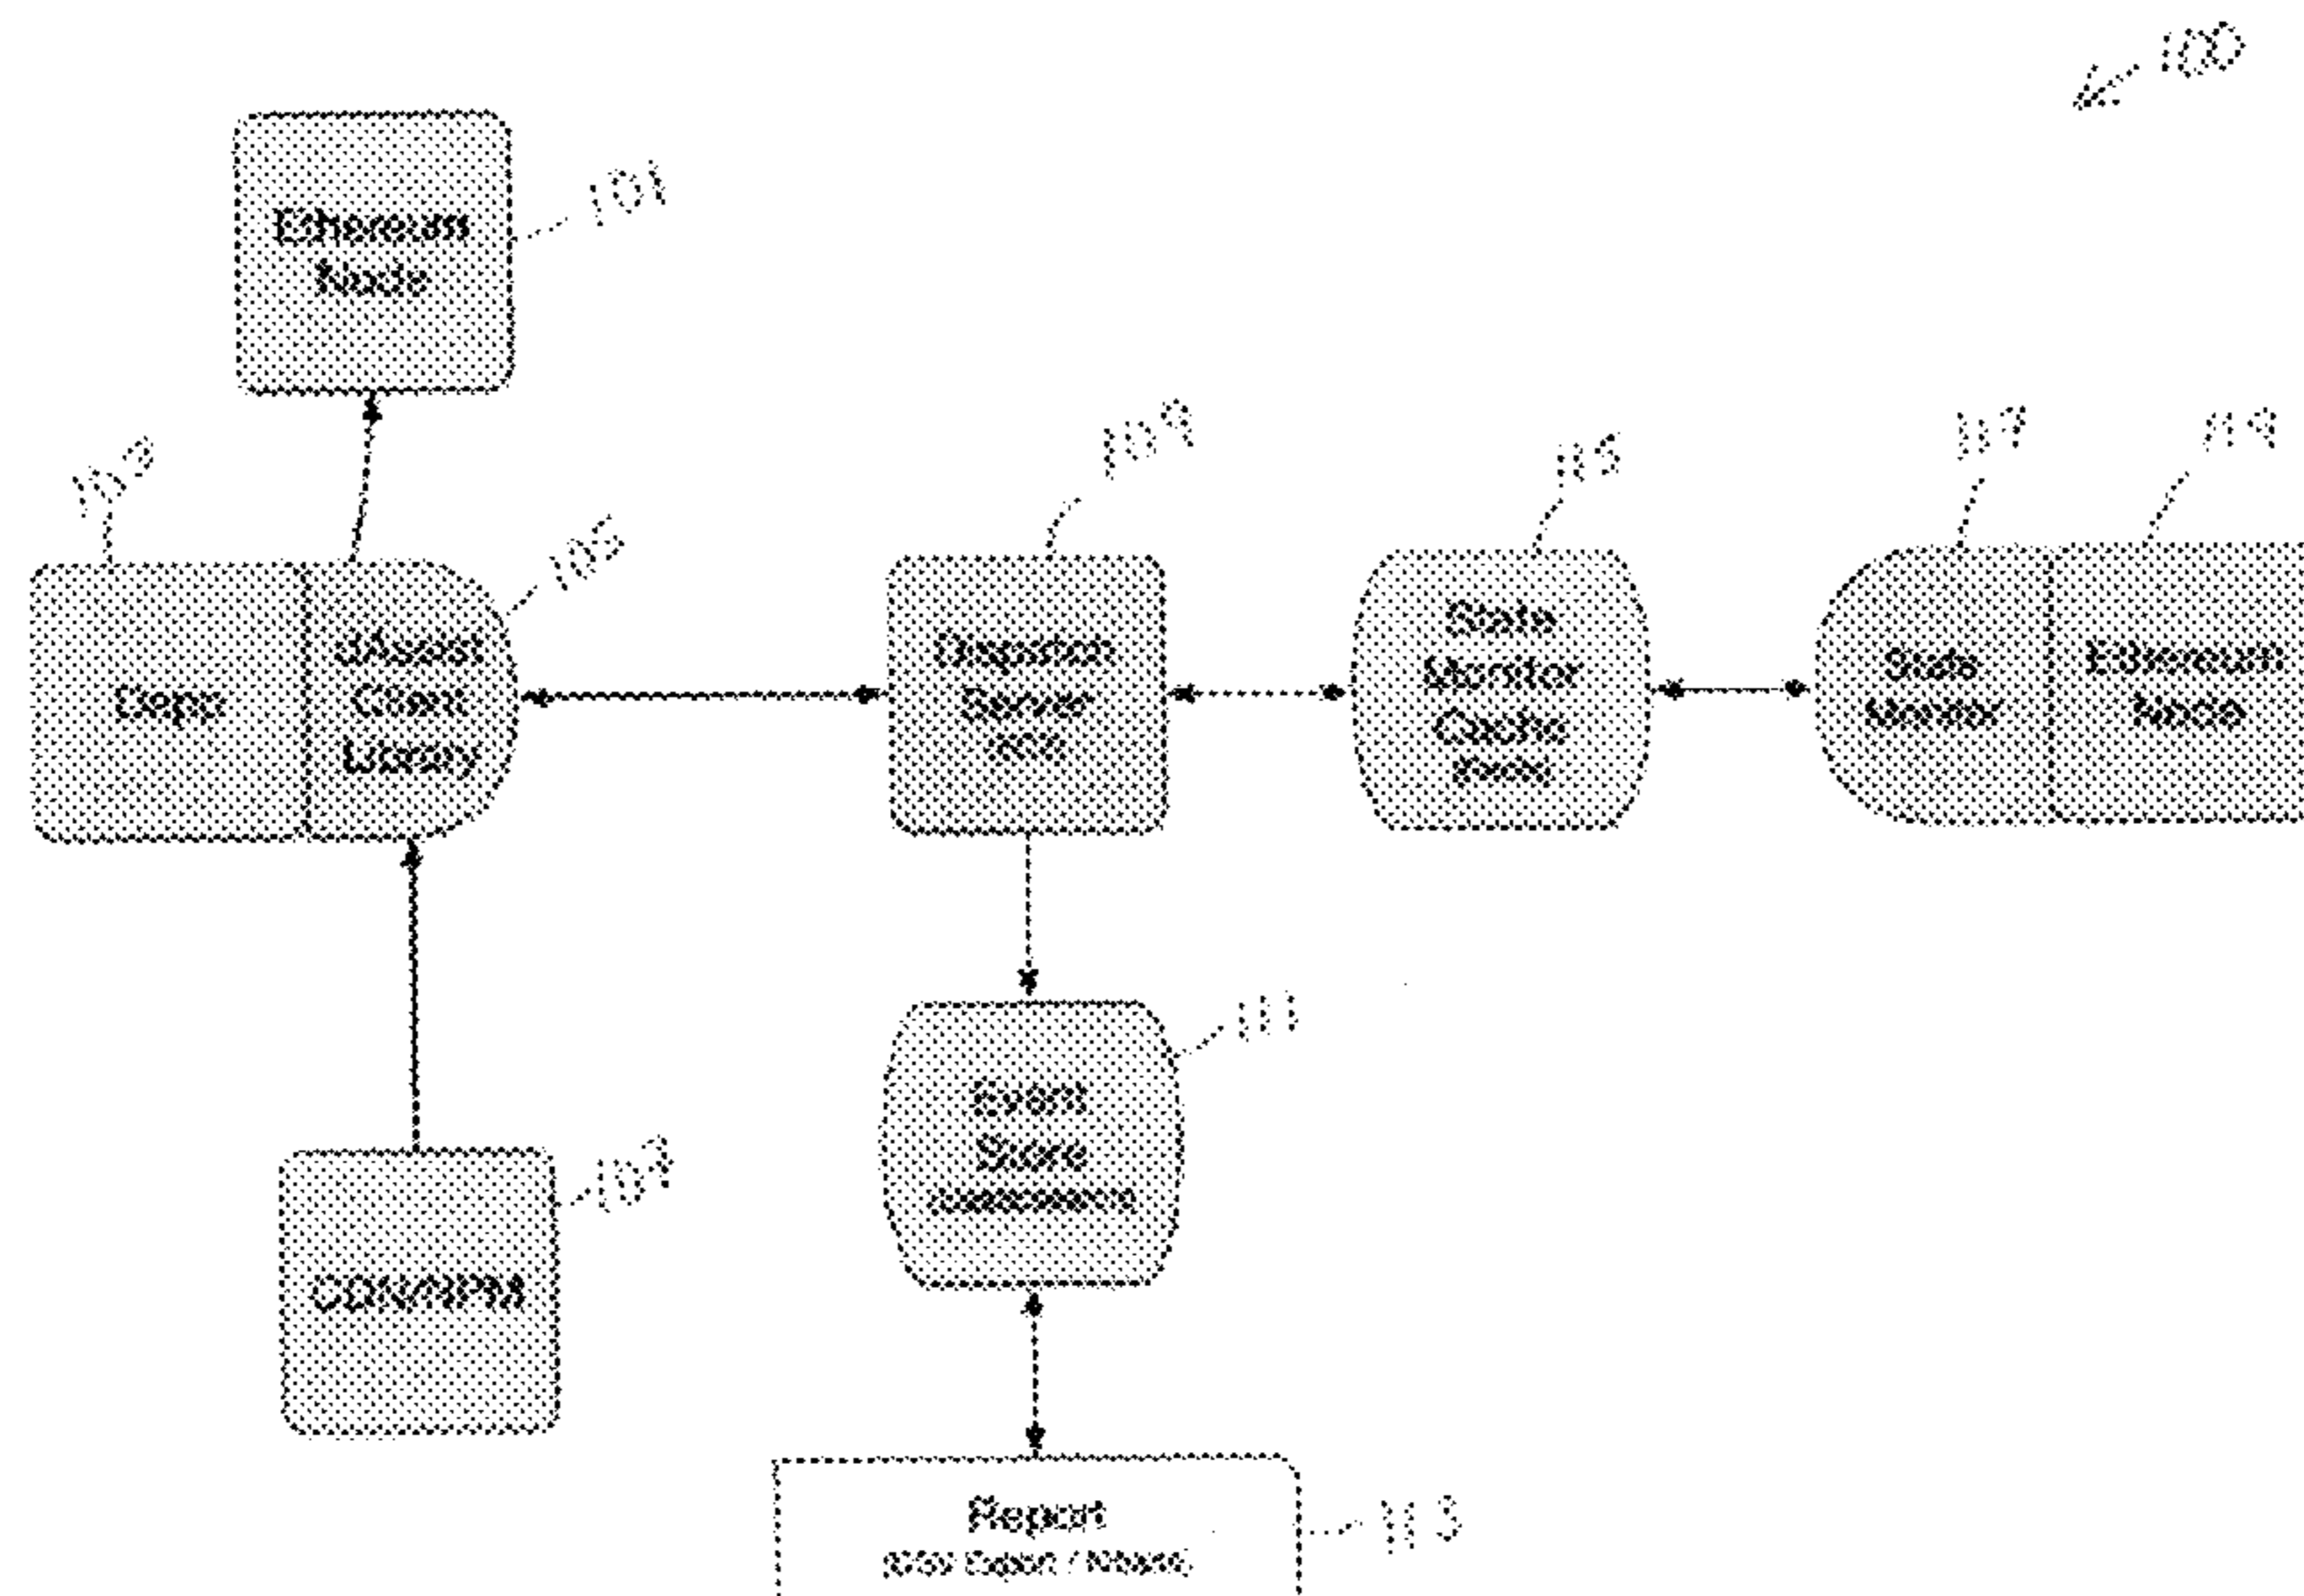 100
Ethereum
Node
101
103
105
109
115
117
119
Dapp
dAssist
Client
Library
Dispatch
Server
State
Monitor
Cache
State
Monitor
Ethereum
Node
111
Event
Store
107
CDN/NPM
Report
113